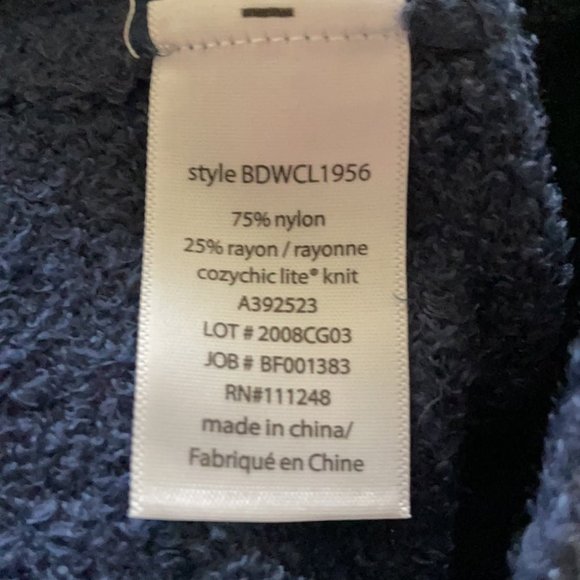 style BDWCL1956
75% nylon
25% rayon / rayonne
cozychic lite® knit
A392523
LOT # 2008CG03
JOB # BF001383
RN#111248
made in china/
Fabriqué en Chine